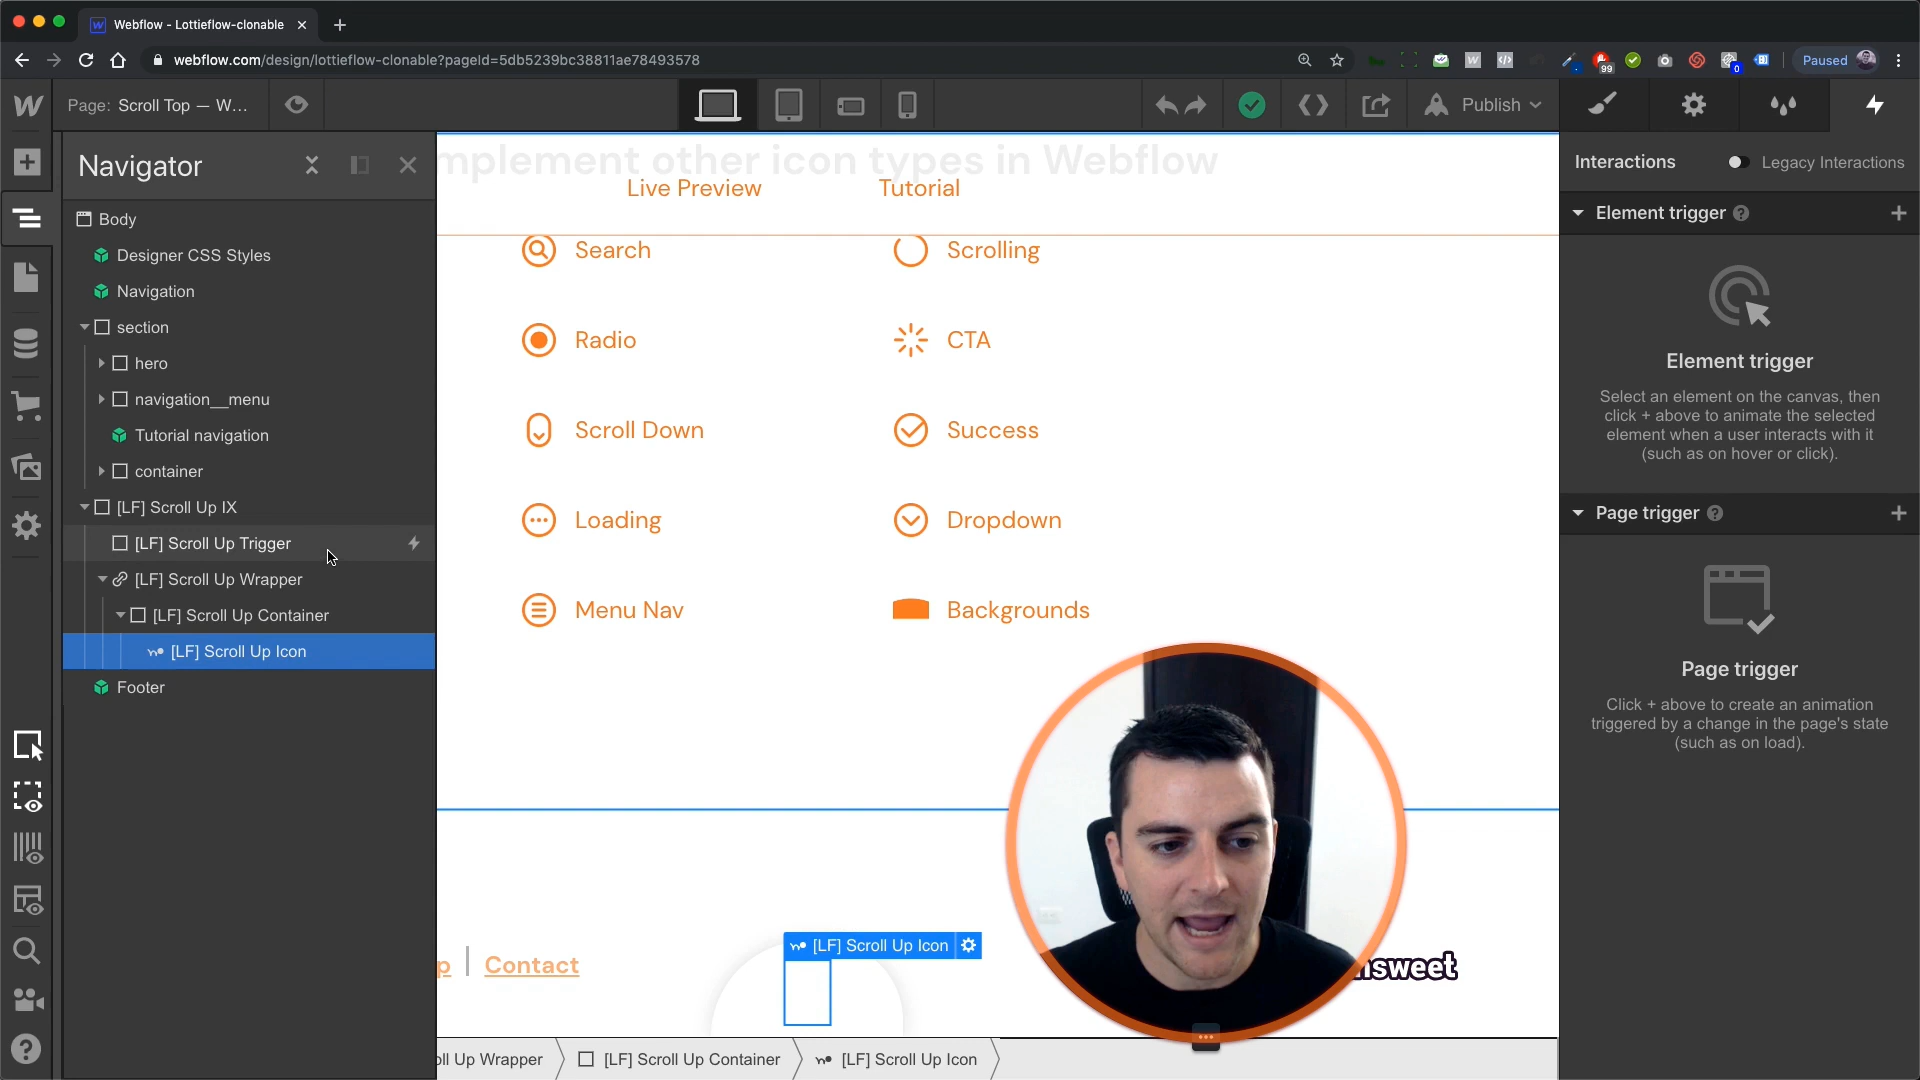 Webflow - Lottieflow-clonable
webflow.com/design/lottieflow-clonable?pageId=5db5239bc38811ae78493578
99
0
Paused
Page: Scroll Top — W...
Publish
Navigator
Body
Designer CSS Styles
Navigation
section
hero
navigation__menu
Tutorial navigation
container
[LF] Scroll Up IX
[LF] Scroll Up Trigger
[LF] Scroll Up Wrapper
[LF] Scroll Up Container
[LF] Scroll Up Icon
Footer
mplement other icon types in Webflow
Live Preview Tutorial
Search Scrolling
Radio CTA
Scroll Down Success
Loading Dropdown
Menu Nav Backgrounds
[LF] Scroll Up Icon
p | Contact
nsweet
oll Up Wrapper [LF] Scroll Up Container [LF] Scroll Up Icon
Interactions Legacy Interactions
Element trigger
Element trigger
Select an element on the canvas, then
click + above to animate the selected
element when a user interacts with it
(such as on hover or click).
Page trigger
Page trigger
Click + above to create an animation
triggered by a change in the page's state
(such as on load).